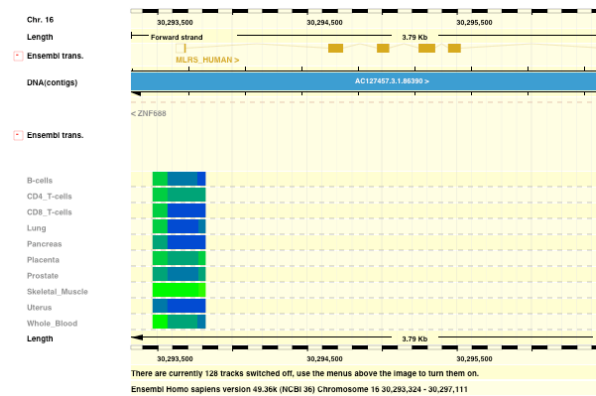 Chr. 16
30,293,500 30,294,500 30,295,500
Length Forward strand 3.79 Kb
Ensembl trans.
MLRS_HUMAN >
DNA(contigs) AC127457.3.1.86390 >
< ZNF688
Ensembl trans.
B-cells
CD4_T-cells
CD8_T-cells
Lung
Pancreas
Placenta
Prostate
Skeletal_Muscle
Uterus
Whole_Blood
Length 3.79 Kb
30,293,500 30,294,500 30,295,500
There are currently 128 tracks switched off, use the menus above the image to turn them on.
Ensembl Homo sapiens version 49.36k (NCBI 36) Chromosome 16 30,293,324 - 30,297,111